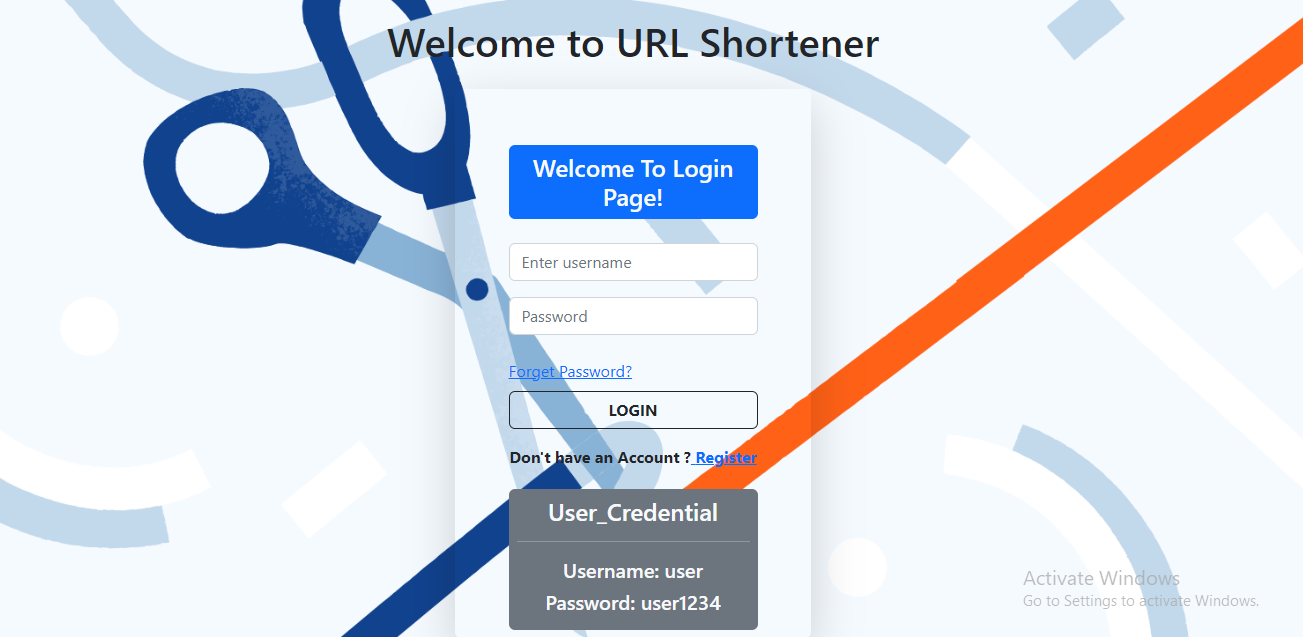 Welcome to URL Shortener
Welcome To Login
Page!
Enter username
Password
Forget Password?
LOGIN
Don't have an Account ? Register
User_Credential
Username: user
Password: user1234
Activate Windows
Go to Settings to activate Windows.